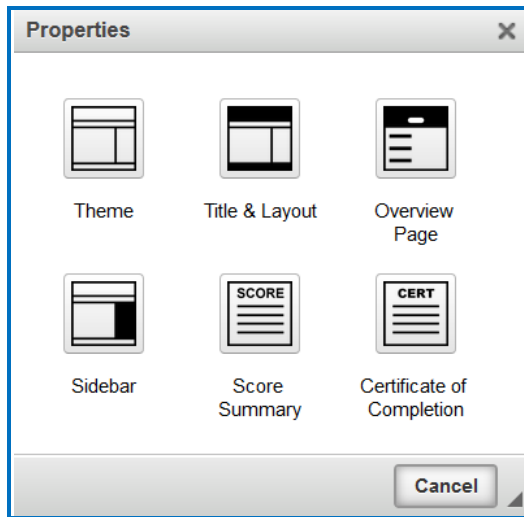 Properties
Theme
Title & Layout
Overview
Page
SCORE
CERT
Sidebar
Score
Summary
Certificate of
Completion
Cancel